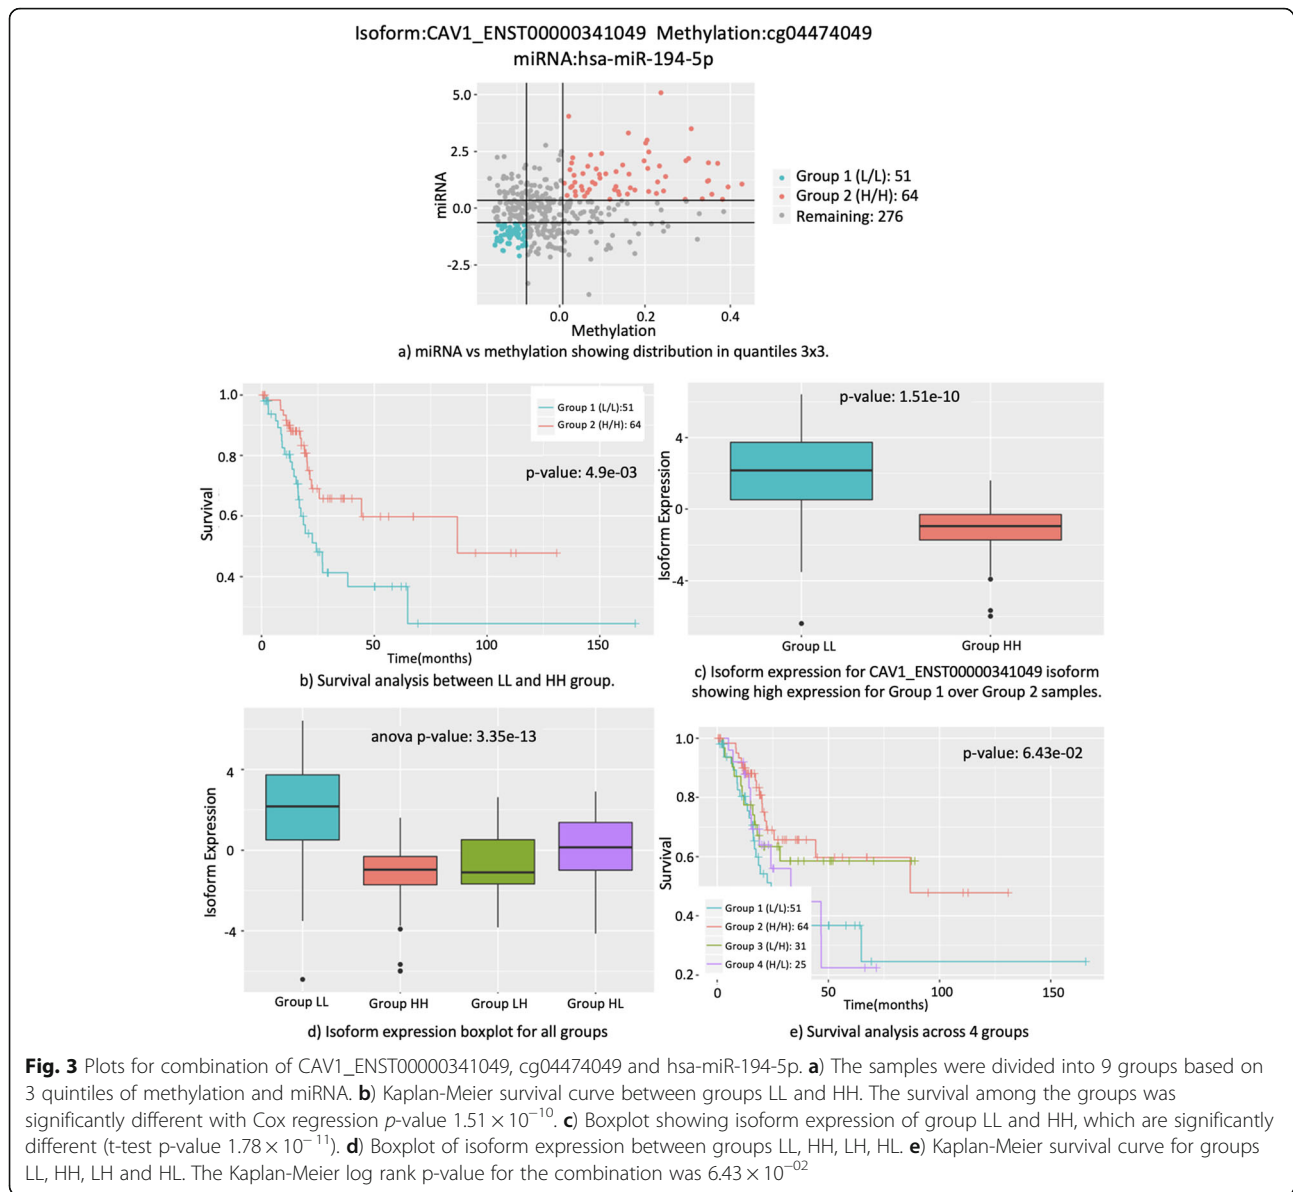 Isoform:CAV1_ENST00000341049 Methylation:cg04474049
miRNA:hsa-miR-194-5p
5.0
2.5
0.0
-2.5
miRNA
0.0 0.2 0.4
Methylation
Group 1 (L/L): 51
Group 2 (H/H): 64
Remaining: 276
a) miRNA vs methylation showing distribution in quantiles 3x3.
1.0
0.8
0.6
0.4
Survival
Group 1 (L/L):51
Group 2 (H/H): 64
p-value: 4.9e-03
0 50 100 150
Time(months)
b) Survival analysis between LL and HH group.
p-value: 1.51e-10
4
0
-4
Isoform Expression
Group LL Group HH
c) Isoform expression for CAV1_ENST00000341049 isoform
showing high expression for Group 1 over Group 2 samples.
anova p-value: 3.35e-13
4
0
-4
Isoform Expression
Group LL Group HH Group LH Group HL
d) Isoform expression boxplot for all groups
1.0
0.8
0.6
0.4
0.2
Survival
p-value: 6.43e-02
Group 1 (L/L):51
Group 2 (H/H): 64
Group 3 (L/H): 31
Group 4 (H/L): 25
0 50 100 150
Time(months)
e) Survival analysis across 4 groups
Fig. 3 Plots for combination of CAV1_ENST00000341049, cg04474049 and hsa-miR-194-5p. a) The samples were divided into 9 groups based on
3 quintiles of methylation and miRNA. b) Kaplan-Meier survival curve between groups LL and HH. The survival among the groups was
significantly different with Cox regression p-value 1.51 × 10⁻¹⁰. c) Boxplot showing isoform expression of group LL and HH, which are significantly
different (t-test p-value 1.78 × 10⁻¹¹). d) Boxplot of isoform expression between groups LL, HH, LH, HL. e) Kaplan-Meier survival curve for groups
LL, HH, LH and HL. The Kaplan-Meier log rank p-value for the combination was 6.43 × 10⁻⁰²